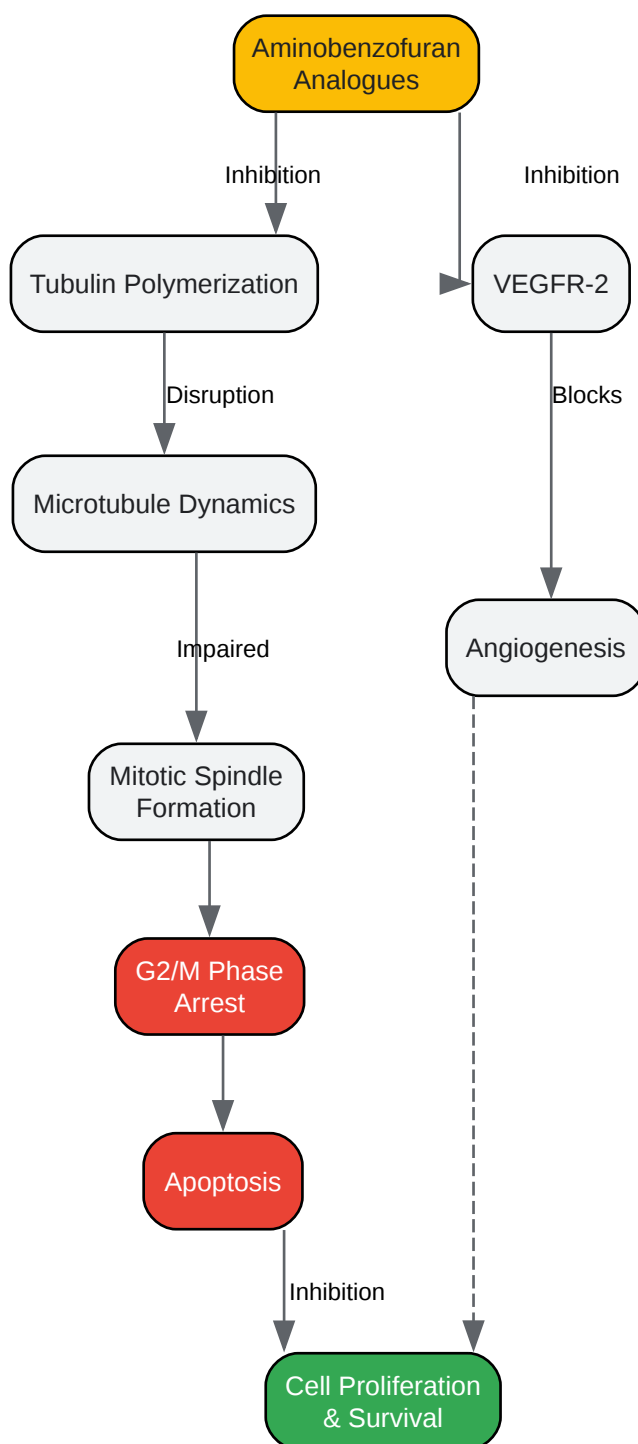 Aminobenzofuran
Analogues
Inhibition
Inhibition
Tubulin Polymerization
VEGFR-2
Disruption
Blocks
Microtubule Dynamics
Impaired
Angiogenesis
Mitotic Spindle
Formation
G2/M Phase
Arrest
Apoptosis
Inhibition
Cell Proliferation
& Survival